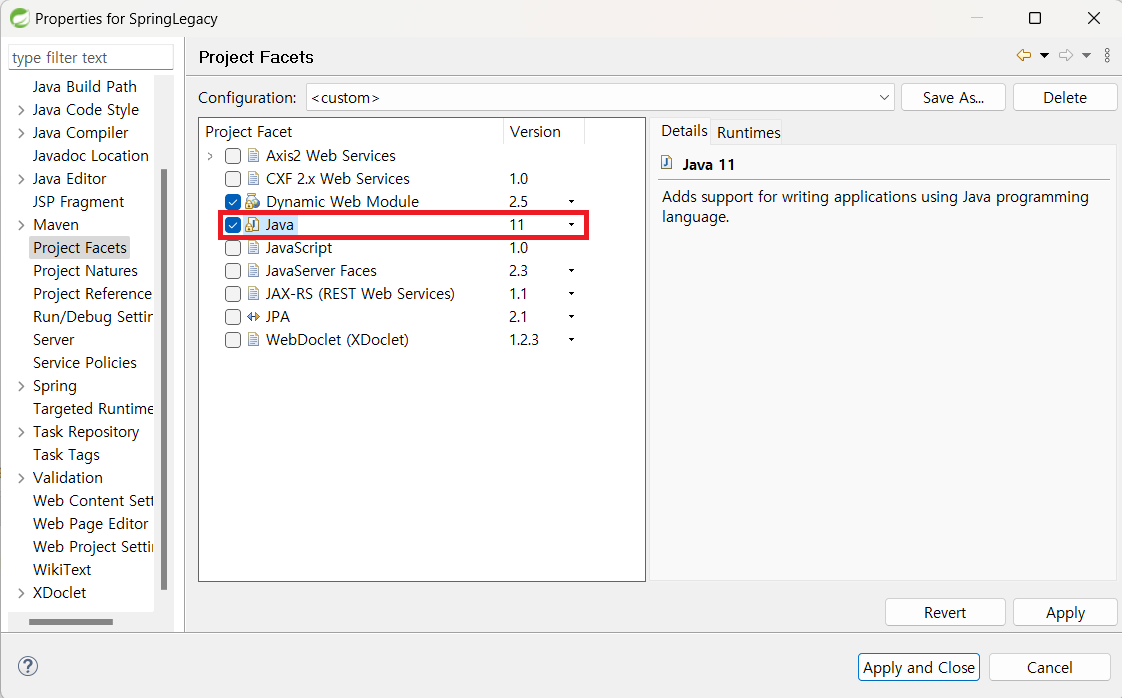 Properties for SpringLegacy
type filter text
Java Build Path
Java Code Style
Java Compiler
Javadoc Location
Java Editor
JSP Fragment
Maven
Project Facets
Project Natures
Project Reference
Run/Debug Settin
Server
Service Policies
Spring
Targeted Runtime
Task Repository
Task Tags
Validation
Web Content Sett
Web Page Editor
Web Project Settin
WikiText
XDoclet
Project Facets
Configuration: <custom> Save As... Delete
Project Facet Version
Axis2 Web Services
CXF 2.x Web Services 1.0
Dynamic Web Module 2.5
Java 11
JavaScript 1.0
JavaServer Faces 2.3
JAX-RS (REST Web Services) 1.1
JPA 2.1
WebDoclet (XDoclet) 1.2.3
Details Runtimes
Java 11
Adds support for writing applications using Java programming
language.
Revert Apply
Apply and Close Cancel